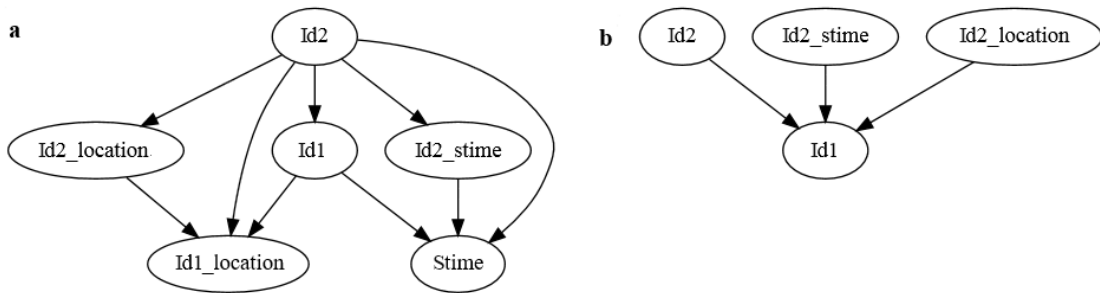 a
Id2
Id2_location
Id1
Id2_stime
Id1_location
Stime
b
Id2
Id2_stime
Id2_location
Id1